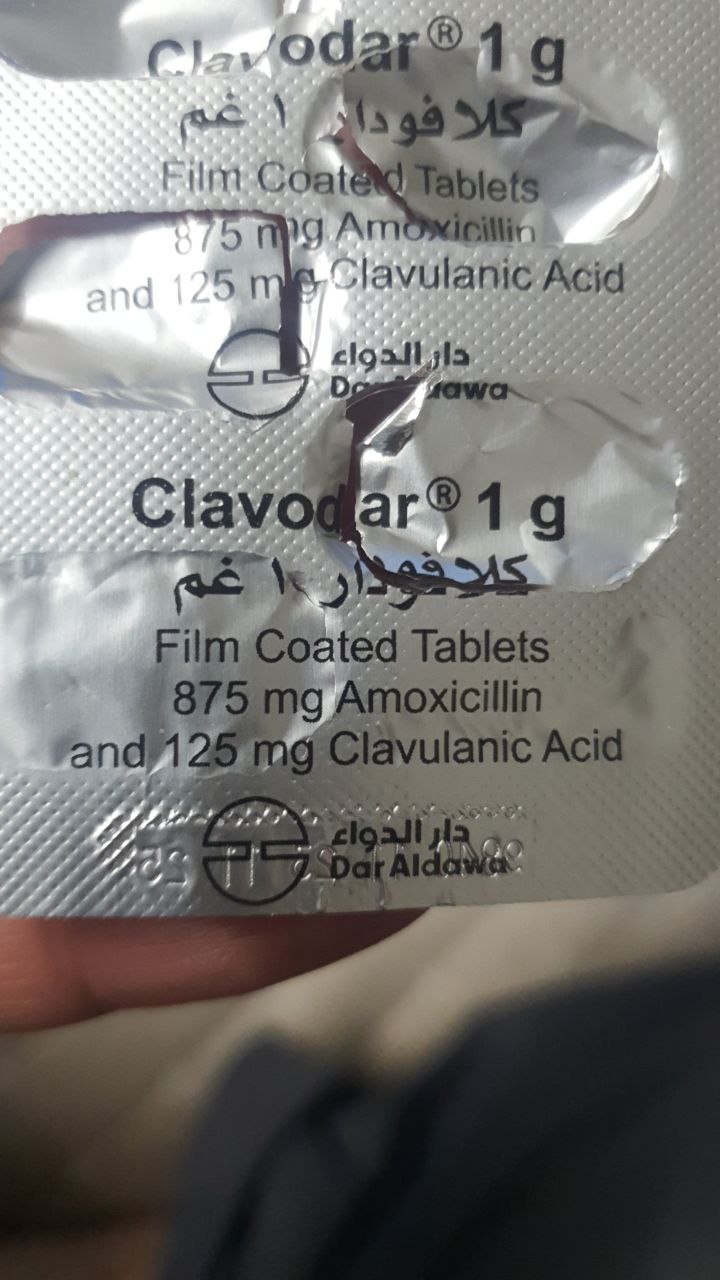 Clavodar® 1 g
كلافودار ١ غم
Film Coated Tablets
875 mg Amoxicillin
and 125 mg Clavulanic Acid
دار الدواء
Dar Aldawa
Clavodar® 1 g
كلافودار ١ غم
Film Coated Tablets
875 mg Amoxicillin
and 125 mg Clavulanic Acid
دار الدواء
Dar Aldawa